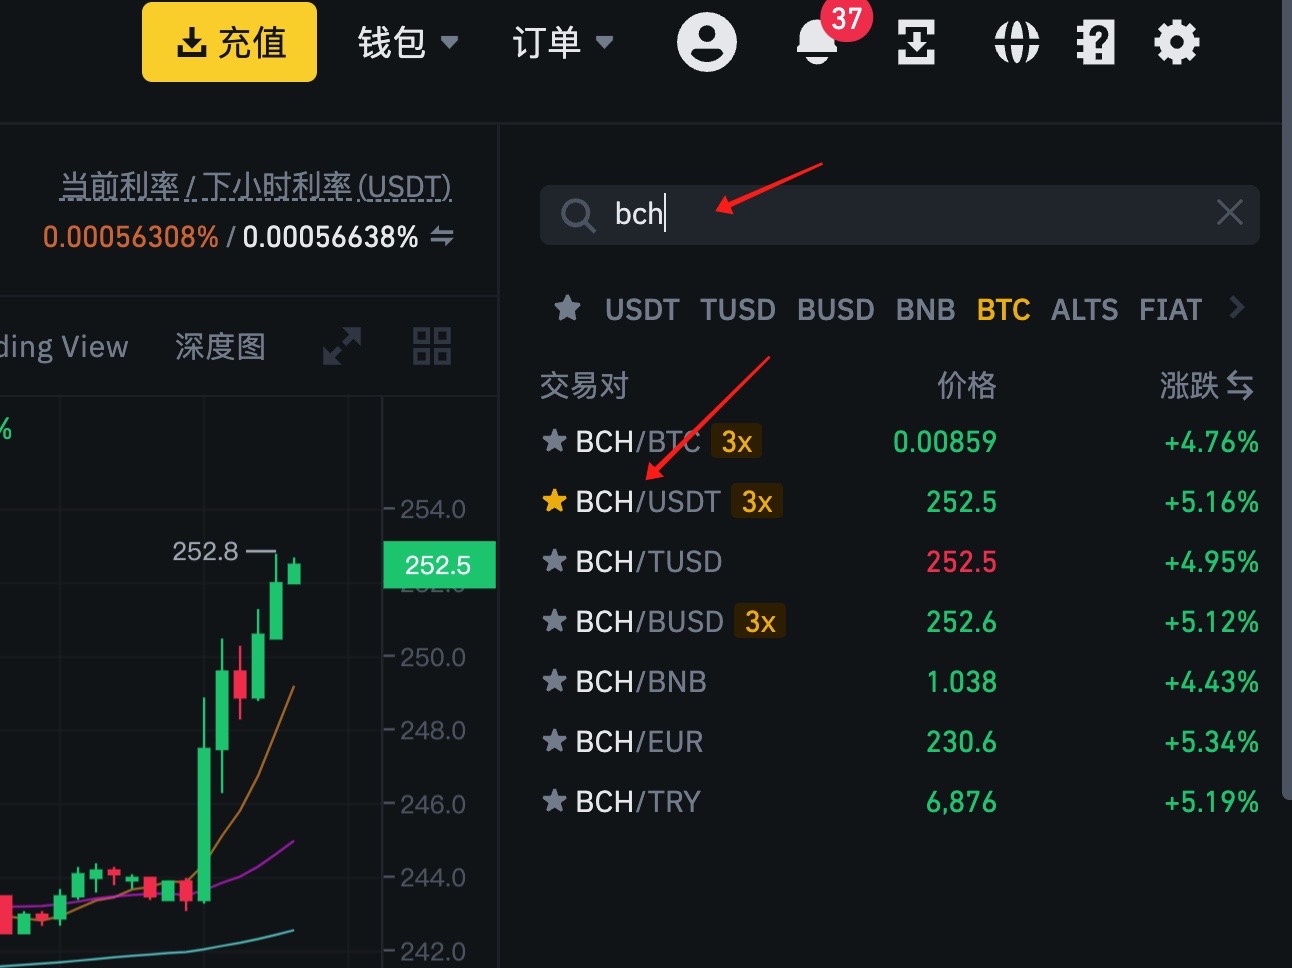 充值 钱包 订单 37
当前利率 / 下小时利率 (USDT)
0.00056308% / 0.00056638%
bch
USDT TUSD BUSD BNB BTC ALTS FIAT
ding View 深度图
交易对 价格 涨跌
%
BCH/BTC 3x 0.00859 +4.76%
BCH/USDT 3x 252.5 +5.16%
BCH/TUSD 252.5 +4.95%
BCH/BUSD 3x 252.6 +5.12%
BCH/BNB 1.038 +4.43%
BCH/EUR 230.6 +5.34%
BCH/TRY 6,876 +5.19%
254.0
252.8
252.5
252.0
250.0
248.0
246.0
244.0
242.0